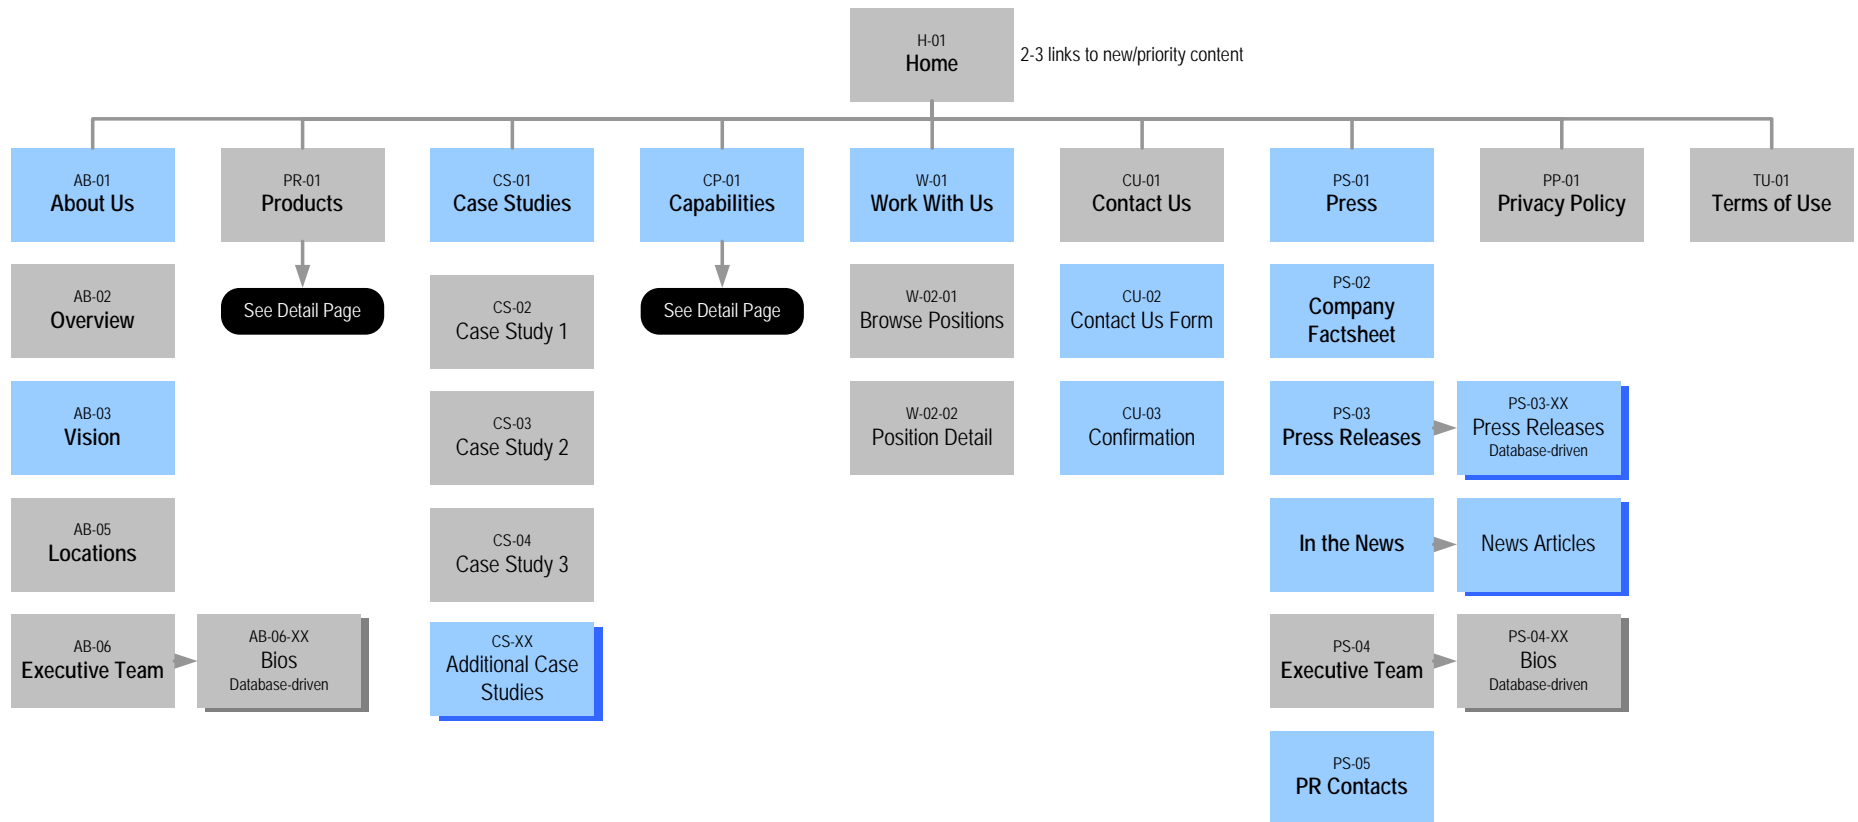 H-01
Home
2-3 links to new/priority content
AB-01
About Us
PR-01
Products
CS-01
Case Studies
CP-01
Capabilities
W-01
Work With Us
CU-01
Contact Us
PS-01
Press
PP-01
Privacy Policy
TU-01
Terms of Use
AB-02
Overview
See Detail Page
CS-02
Case Study 1
See Detail Page
W-02-01
Browse Positions
CU-02
Contact Us Form
PS-02
Company
Factsheet
AB-03
Vision
CS-03
Case Study 2
W-02-02
Position Detail
CU-03
Confirmation
PS-03
Press Releases
PS-03-XX
Press Releases
Database-driven
AB-05
Locations
CS-04
Case Study 3
In the News
News Articles
AB-06
Executive Team
AB-06-XX
Bios
Database-driven
CS-XX
Additional Case
Studies
PS-04
Executive Team
PS-04-XX
Bios
Database-driven
PS-05
PR Contacts